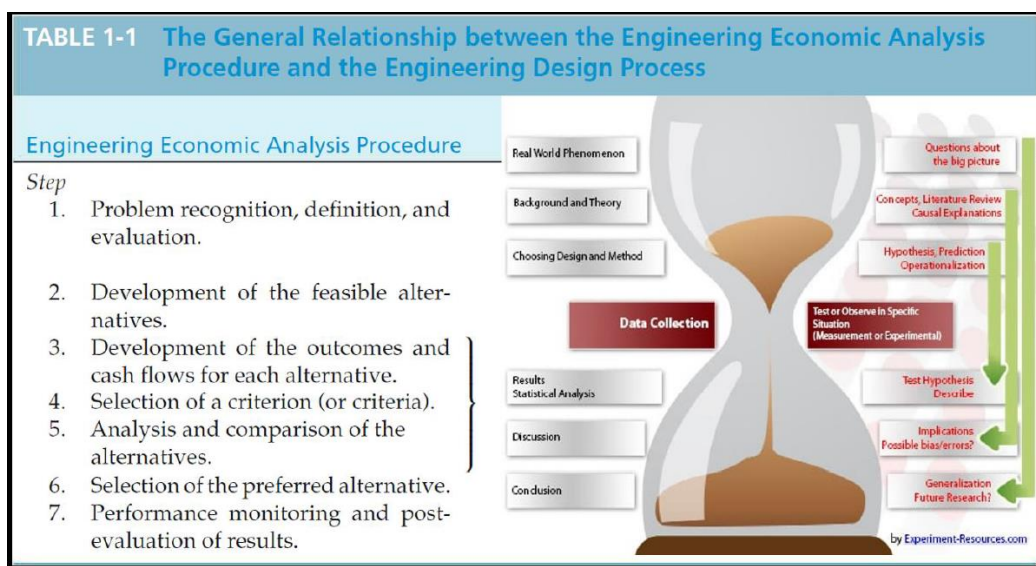 TABLE 1-1 The General Relationship between the Engineering Economic Analysis
Procedure and the Engineering Design Process
Engineering Economic Analysis Procedure
Step
1. Problem recognition, definition, and
evaluation.
2. Development of the feasible alter-
natives.
3. Development of the outcomes and
cash flows for each alternative.
4. Selection of a criterion (or criteria).
5. Analysis and comparison of the
alternatives.
6. Selection of the preferred alternative.
7. Performance monitoring and post-
evaluation of results.
Real World Phenomenon
Questions about
the big picture
Background and Theory
Concepts, Literature Review
Causal Explanations
Choosing Design and Method
Hypothesis, Prediction
Operationalization
Data Collection
Test or Observe in Specific
Situation
(Measurement or Experimental)
Results
Statistical Analysis
Test Hypothesis
Describe
Discussion
Implications
Possible bias/errors?
Conclusion
Generalization
Future Research?
by Experiment-Resources.com